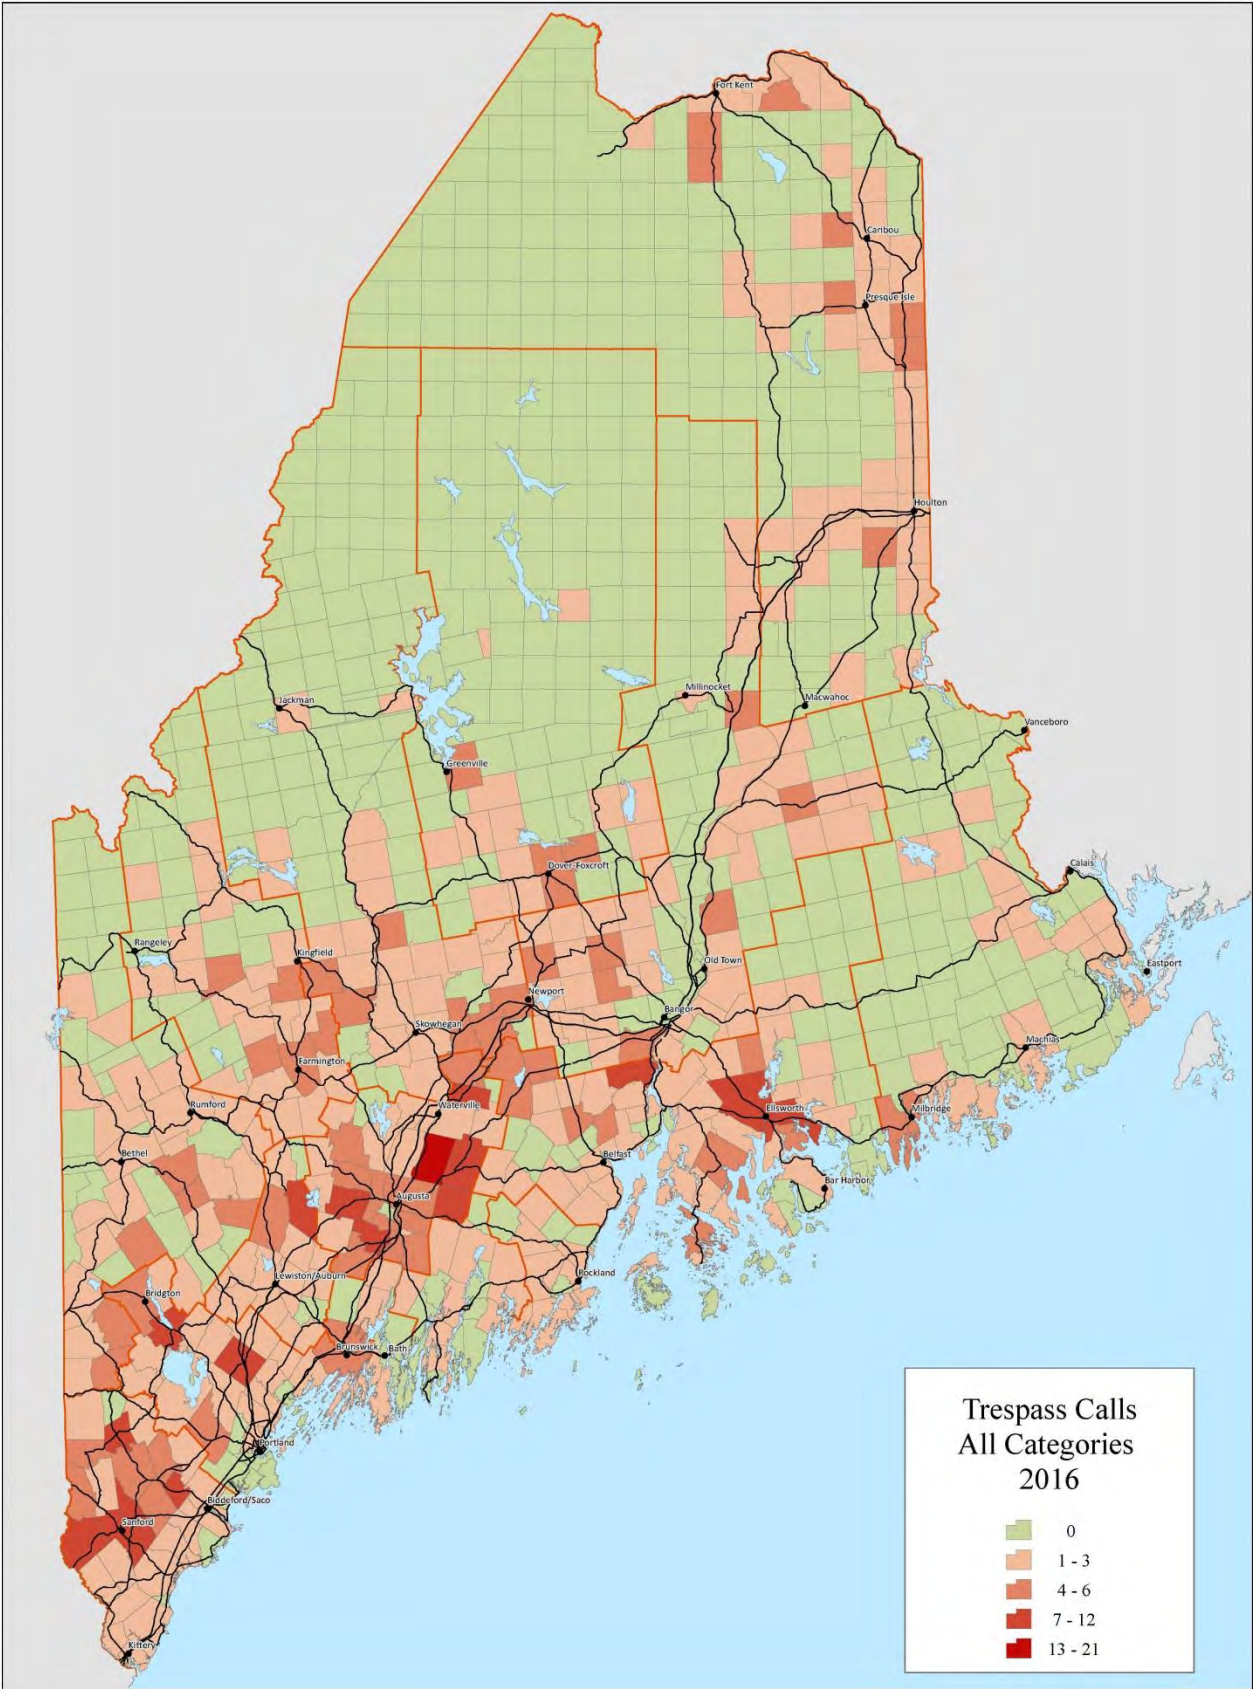 Fort Kent
Caribou
Presque Isle
Houlton
Millinocket
Macwahoc
Jackman
Vanceboro
Greenville
Dover-Foxcroft
Calais
Rangeley
Kingfield
Old Town
Eastport
Newport
Bangor
Skowhegan
Machias
Farmington
Rumford
Waterville
Ellsworth
Milbridge
Bethel
Belfast
Bar Harbor
Augusta
Lewiston/Auburn
Rockland
Bridgton
Brunswick
Bath
Portland
Biddeford/Saco
Sanford
Kittery
Trespass Calls
All Categories
2016
0
1 - 3
4 - 6
7 - 12
13 - 21